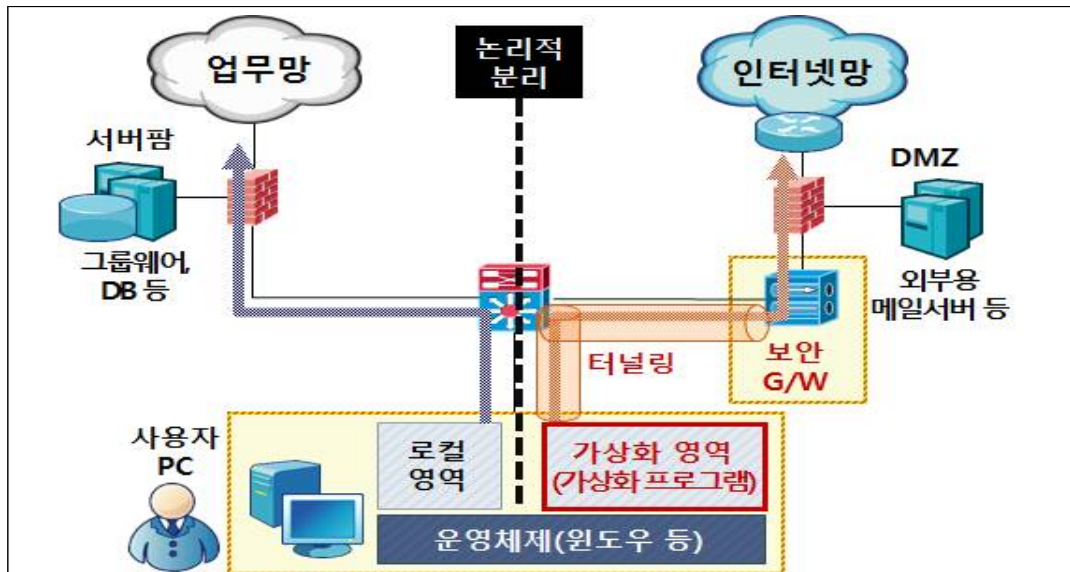 업무망
논리적
분리
인터넷망
서버팜
DMZ
그룹웨어,
DB 등
외부용
메일서버 등
터널링
보안
G/W
사용자
PC
로컬
영역
가상화 영역
(가상화 프로그램)
운영체제(윈도우 등)